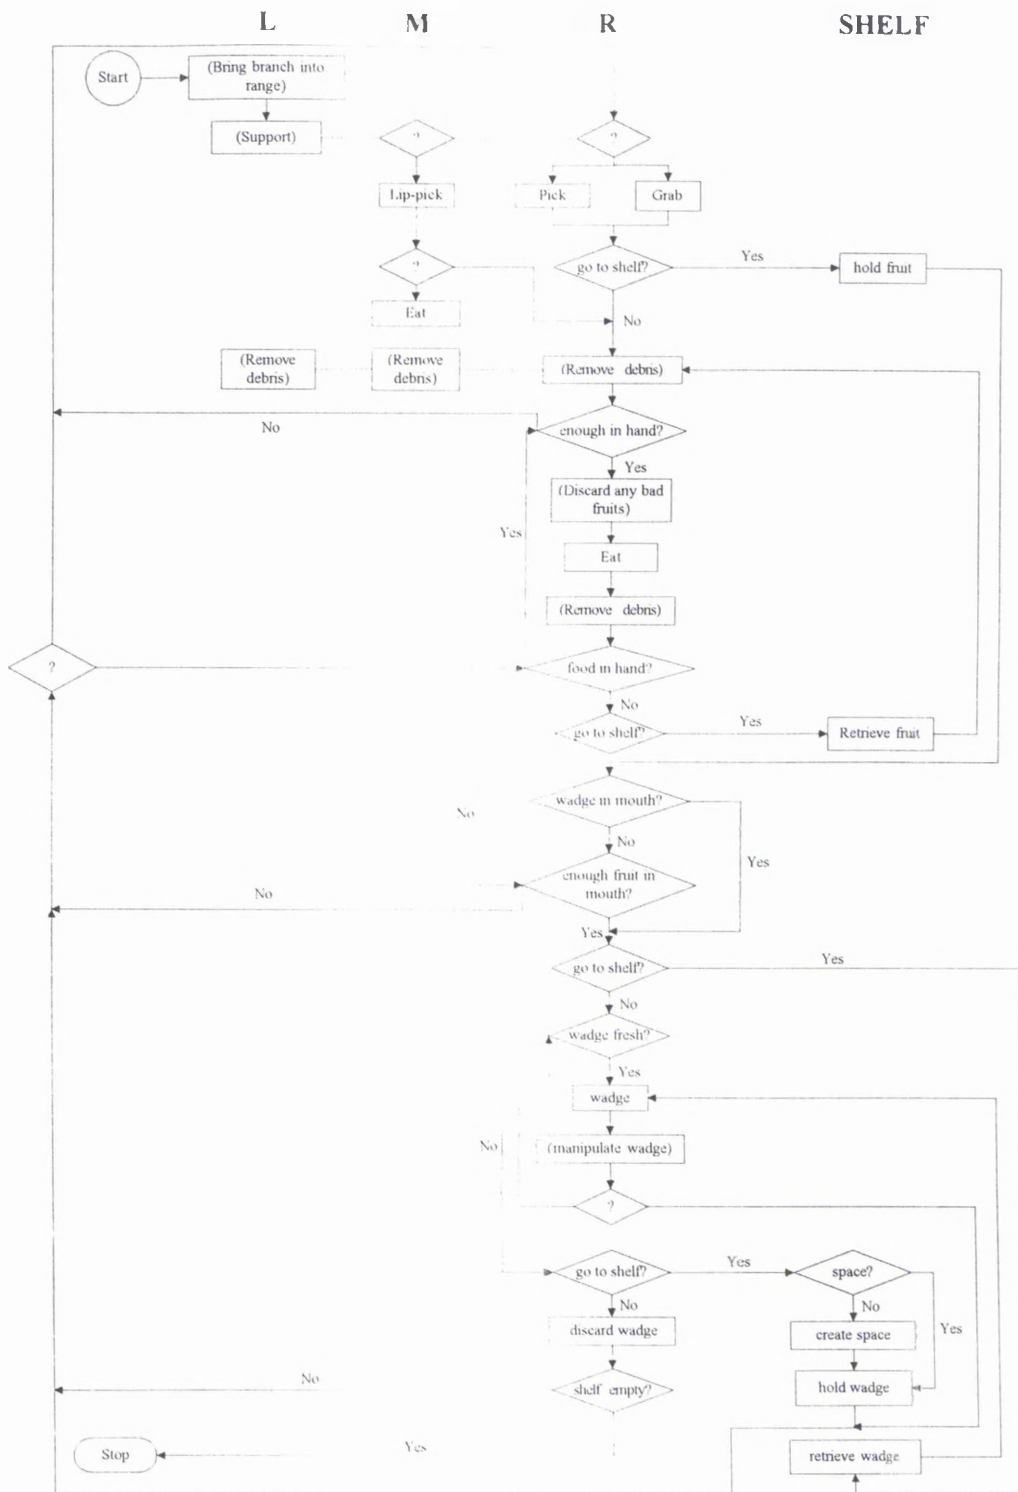 L M R SHELF
Start
(Bring branch into
range)
(Support)
?
?
Lip-pick
Pick
Grab
?
go to shelf?
Yes
hold fruit
Eat
No
(Remove
debris)
(Remove
debris)
(Remove debris)
No
enough in hand?
Yes
(Discard any bad
fruits)
Yes
Eat
(Remove debris)
?
food in hand?
No
go to shelf?
Yes
Retrieve fruit
wadge in mouth?
No
No
Yes
enough fruit in
mouth?
No
Yes
go to shelf?
Yes
No
wadge fresh?
Yes
wadge
No
(manipulate wadge)
?
go to shelf?
Yes
space?
No
No
Yes
discard wadge
create space
No
shelf empty?
hold wadge
Stop
Yes
retrieve wadge